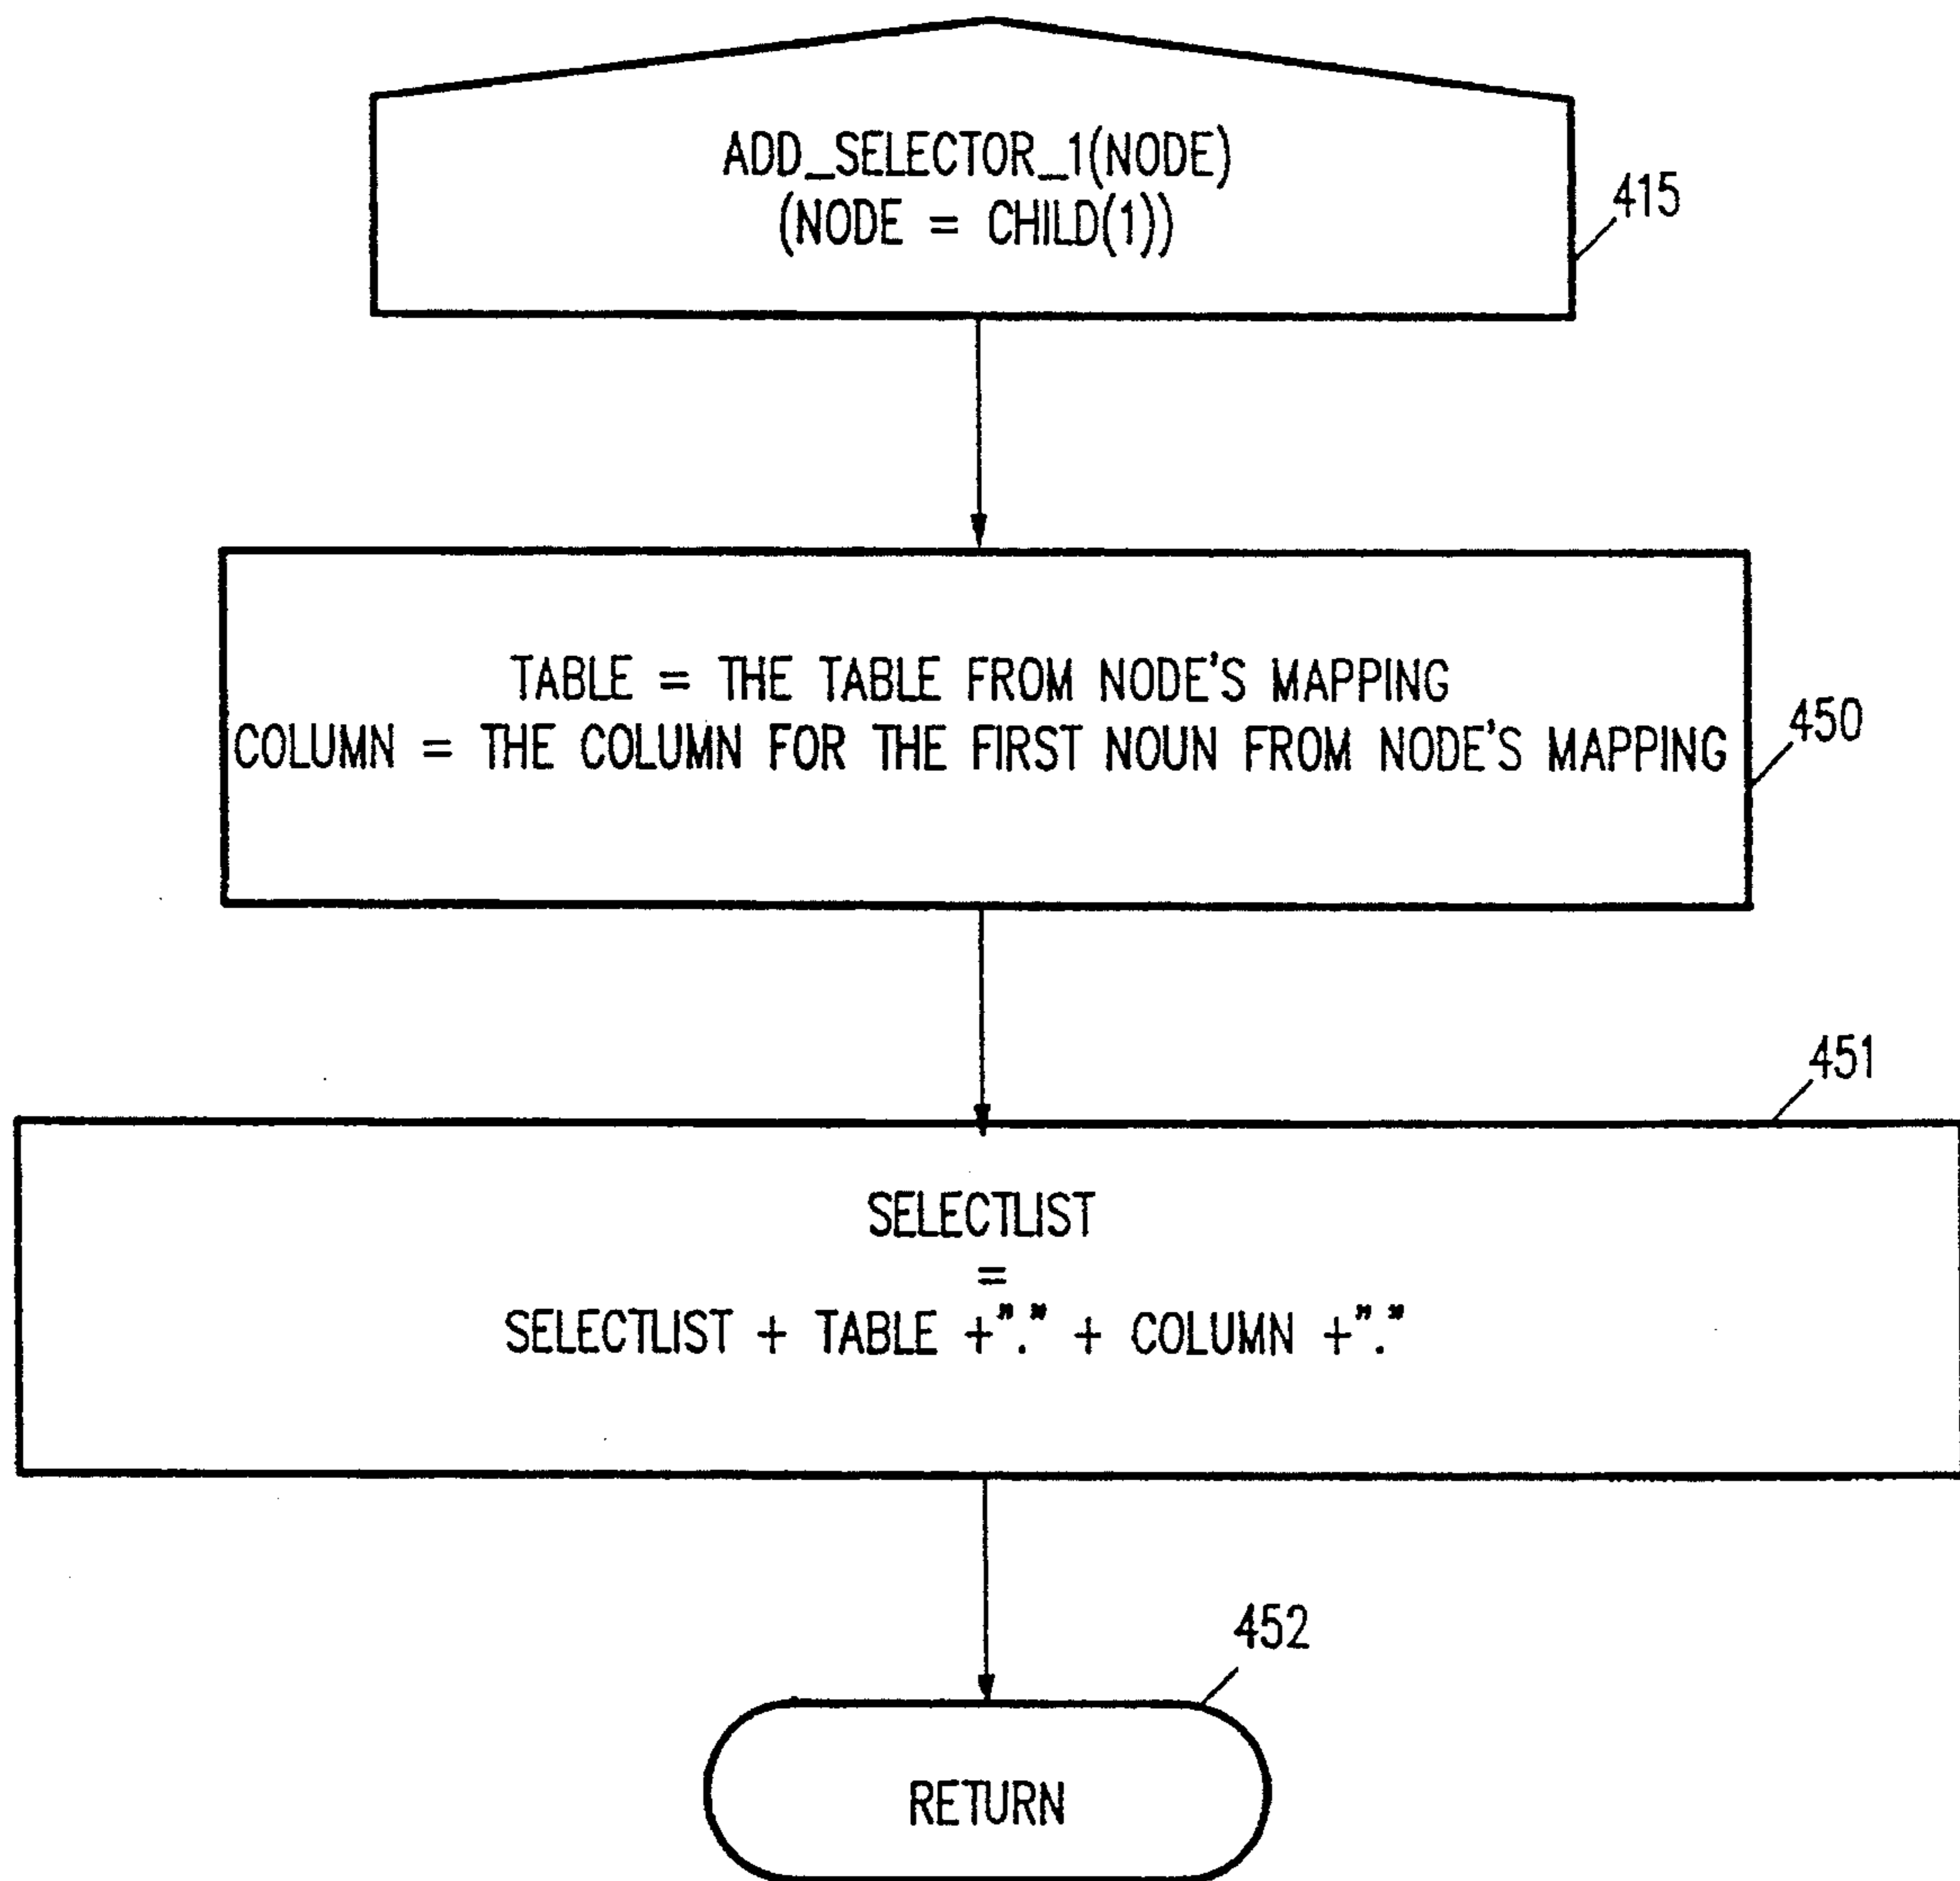 ADD_SELECTOR_1(NODE)
(NODE = CHILD(1))
415
TABLE = THE TABLE FROM NODE'S MAPPING
COLUMN = THE COLUMN FOR THE FIRST NOUN FROM NODE'S MAPPING
450
451
SELECTLIST
=
SELECTLIST + TABLE +"." + COLUMN +"."
452
RETURN